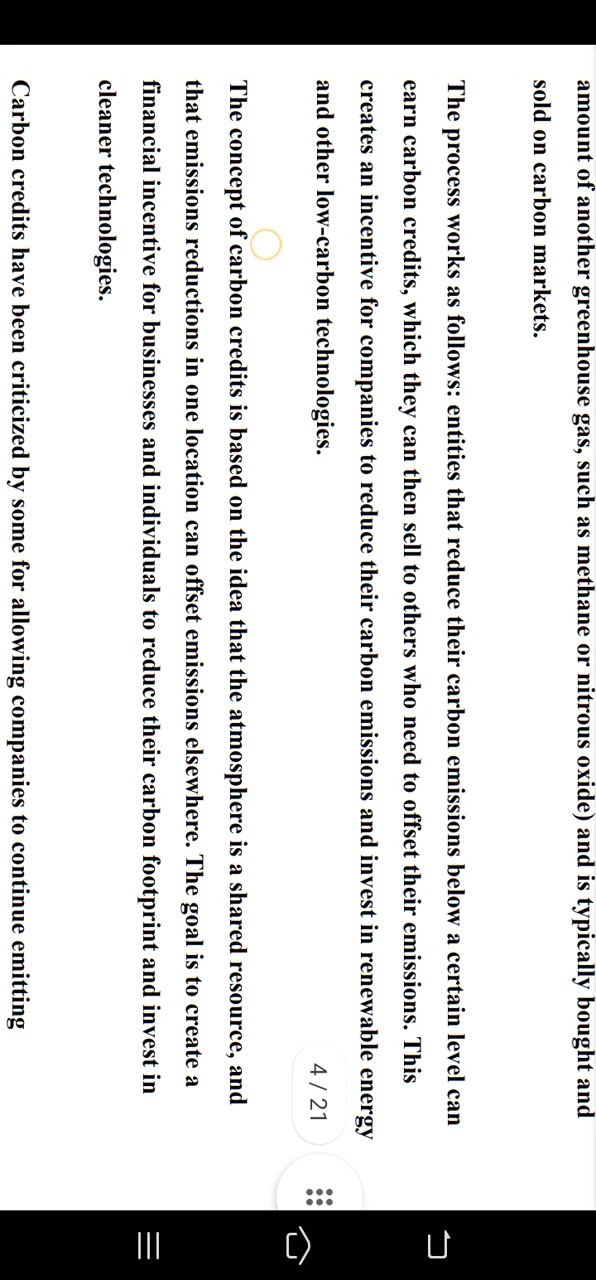 amount of another greenhouse gas, such as methane or nitrous oxide) and is typically bought and
sold on carbon markets.
The process works as follows: entities that reduce their carbon emissions below a certain level can
earn carbon credits, which they can then sell to others who need to offset their emissions. This
creates an incentive for companies to reduce their carbon emissions and invest in renewable energy
and other low-carbon technologies.
The concept of carbon credits is based on the idea that the atmosphere is a shared resource, and
that emissions reductions in one location can offset emissions elsewhere. The goal is to create a
financial incentive for businesses and individuals to reduce their carbon footprint and invest in
cleaner technologies.
Carbon credits have been criticized by some for allowing companies to continue emitting
4 / 21